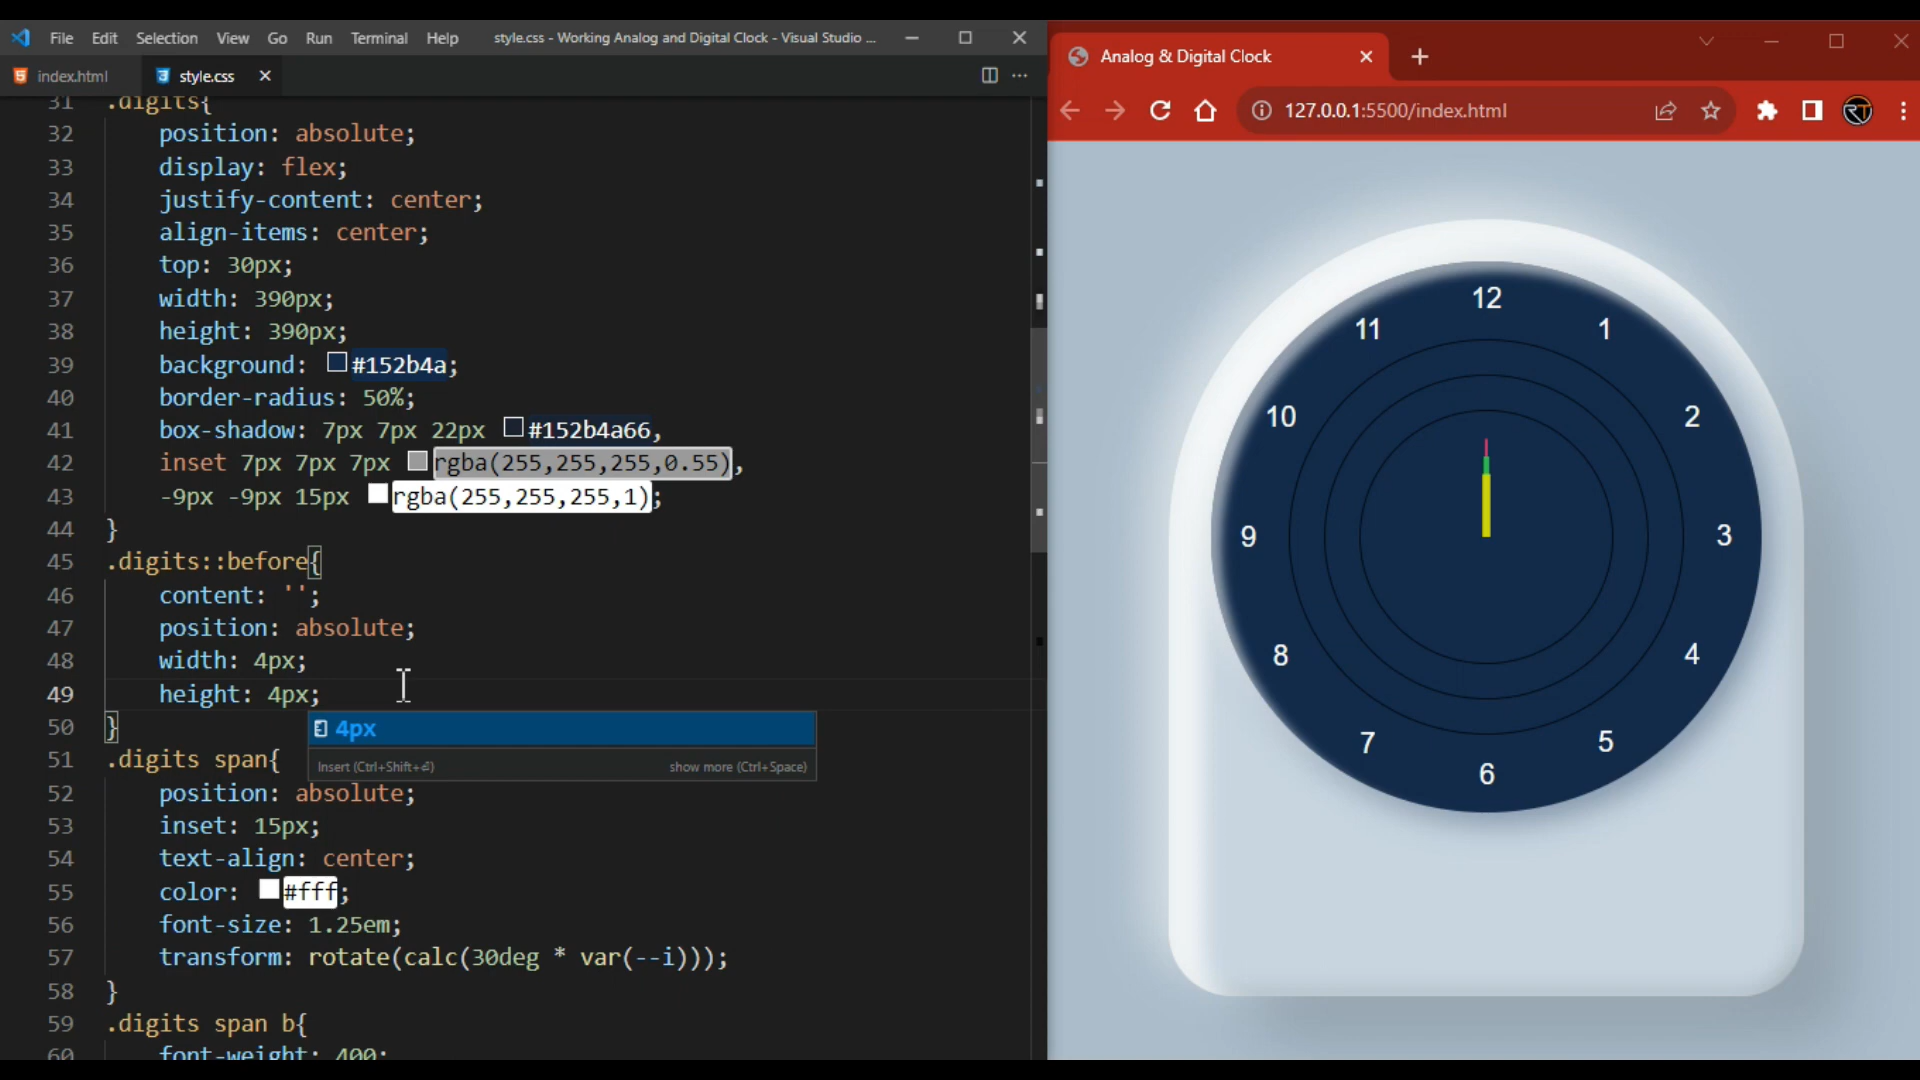 File Edit Selection View Go Run Terminal Help style.css - Working Analog and Digital Clock - Visual Studio ...
index.html style.css
31 .digits{
32 position: absolute;
33 display: flex;
34 justify-content: center;
35 align-items: center;
36 top: 30px;
37 width: 390px;
38 height: 390px;
39 background: #152b4a;
40 border-radius: 50%;
41 box-shadow: 7px 7px 22px #152b4a66,
42 inset 7px 7px 7px rgba(255,255,255,0.55),
43 -9px -9px 15px rgba(255,255,255,1);
44 }
45 .digits::before{
46 content: '';
47 position: absolute;
48 width: 4px;
49 height: 4px;
50 }
4px
Insert (Ctrl+Shift+⏎) show more (Ctrl+Space)
51 .digits span{
52 position: absolute;
53 inset: 15px;
54 text-align: center;
55 color: #fff;
56 font-size: 1.25em;
57 transform: rotate(calc(30deg * var(--i)));
58 }
59 .digits span b{
60 font-weight: 400;
Analog & Digital Clock
127.0.0.1:5500/index.html
RT
12
11 1
10 2
9 3
8 4
7 5
6